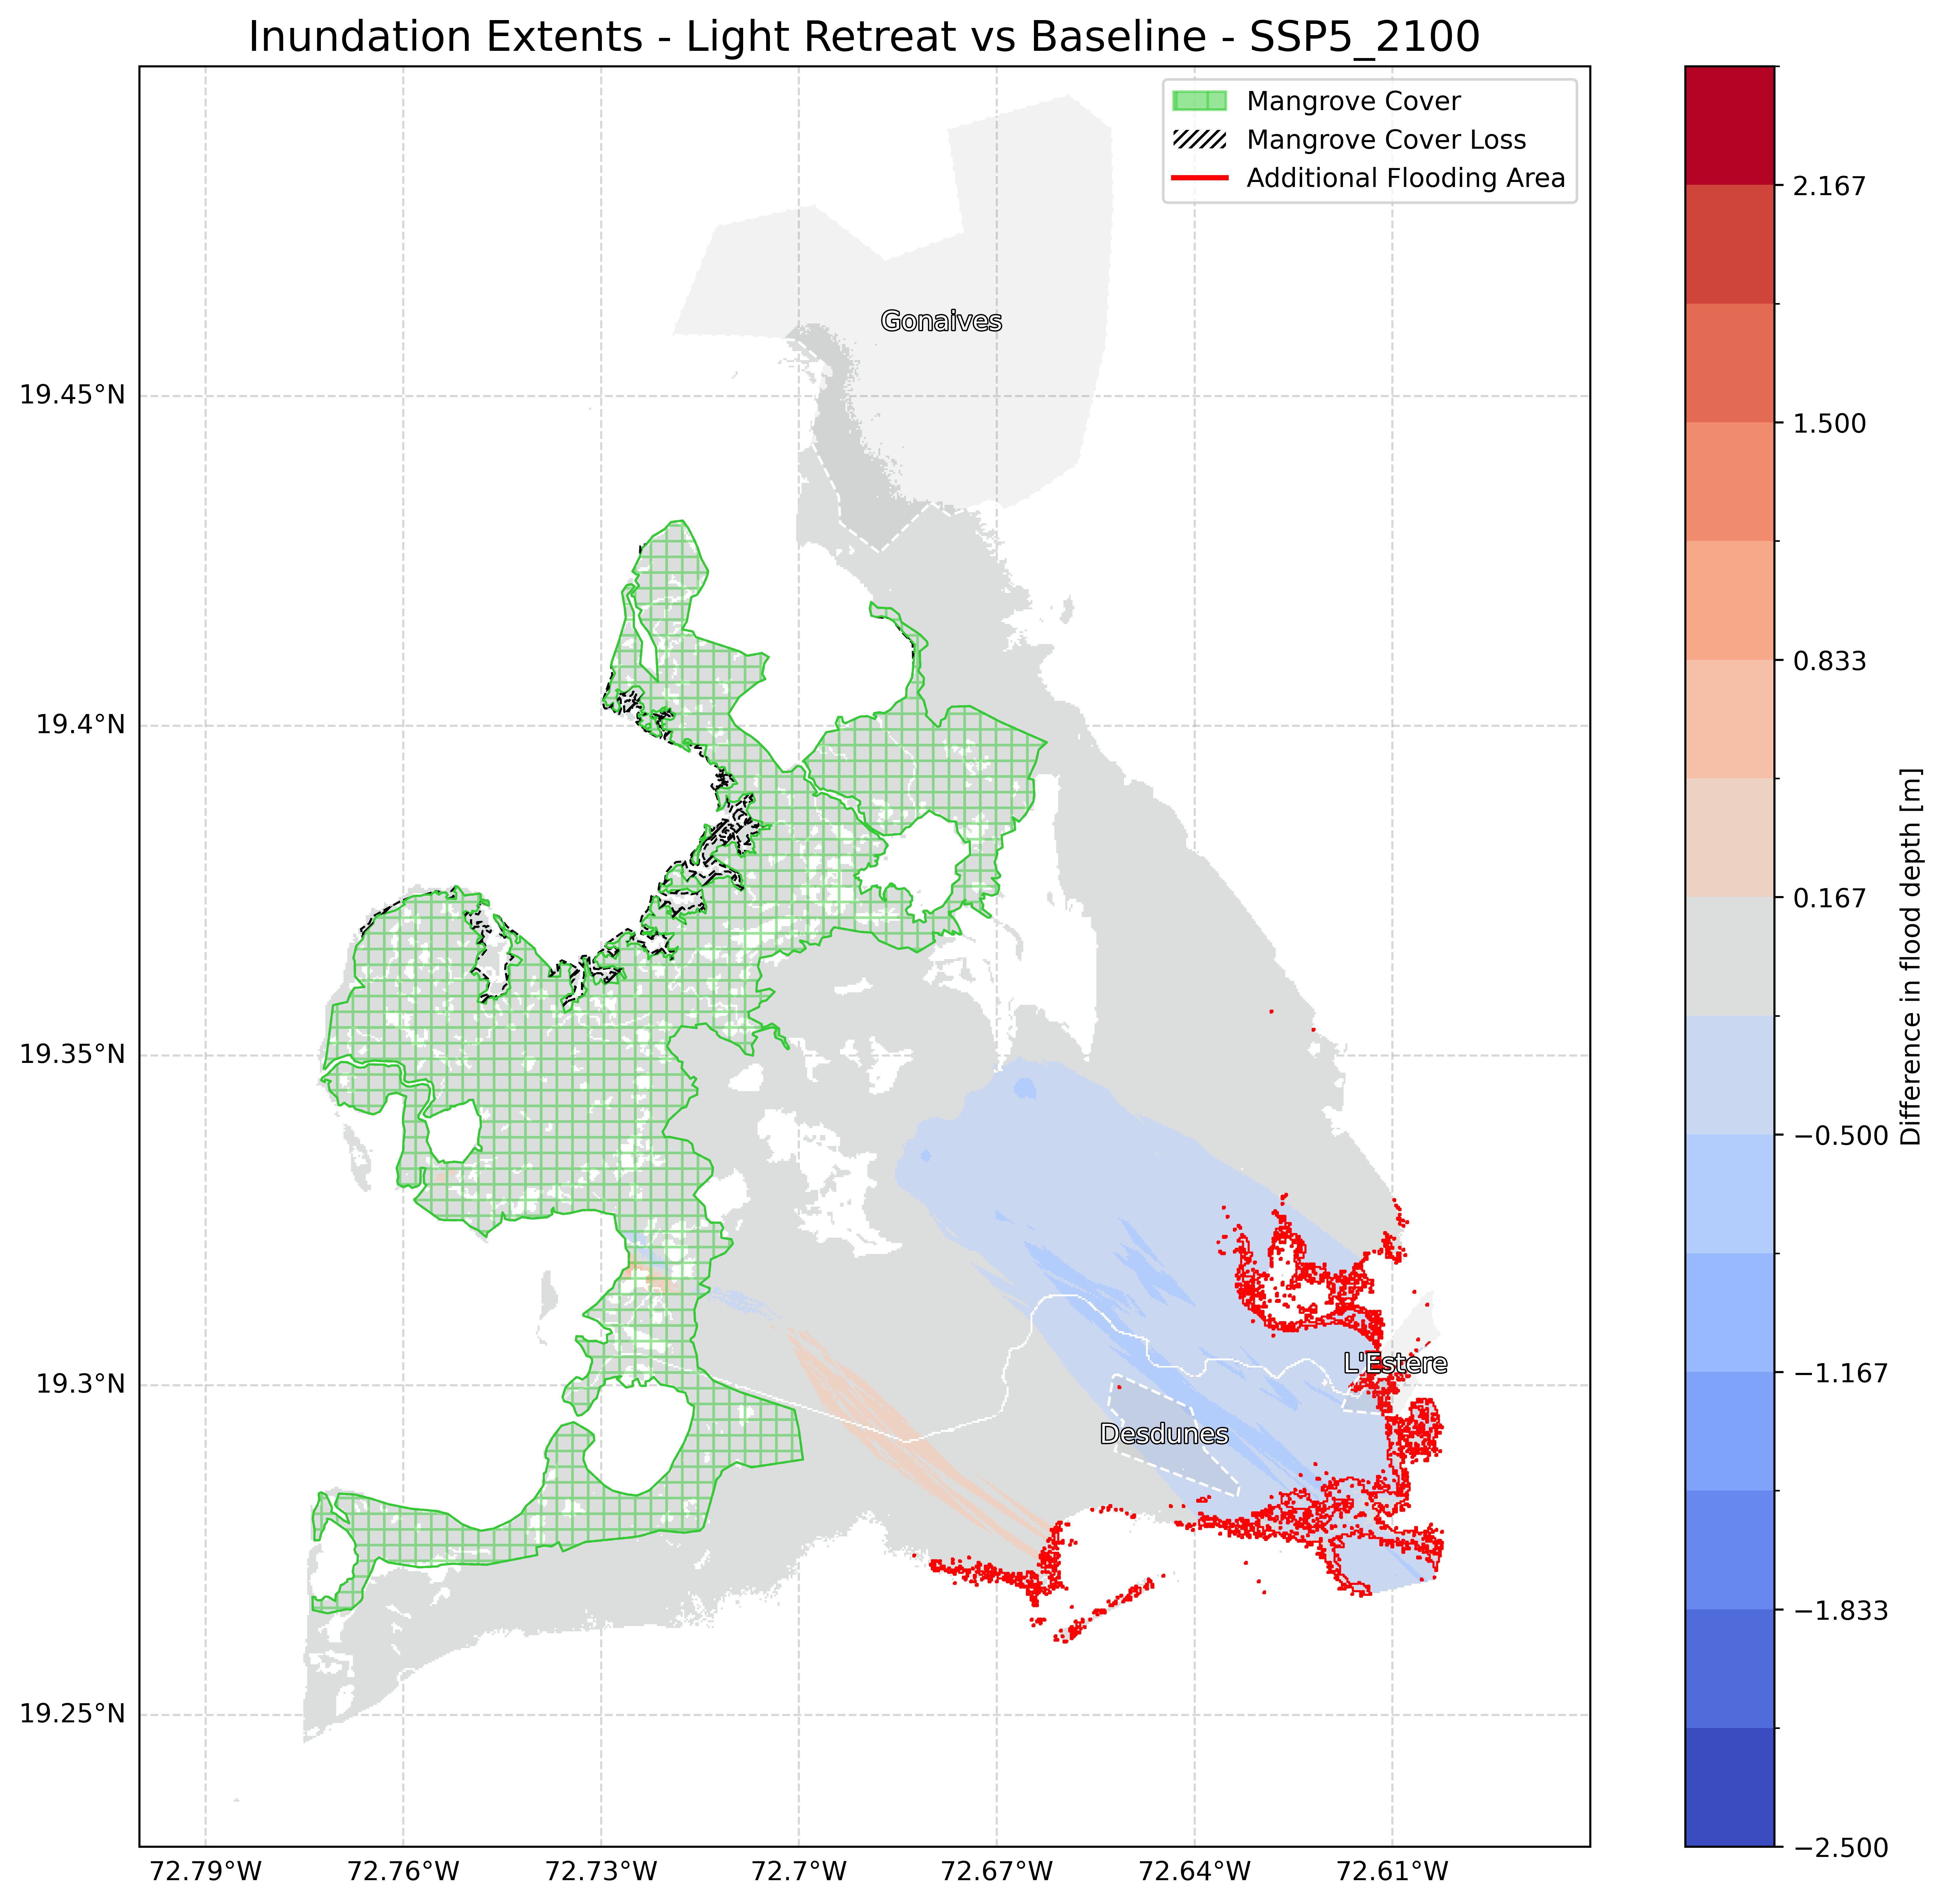 Inundation Extents - Light Retreat vs Baseline - SSP5_2100
Mangrove Cover
Mangrove Cover Loss
Additional Flooding Area
Gonaives
L'Estere
Desdunes
19.45°N
19.4°N
19.35°N
19.3°N
19.25°N
72.79°W
72.76°W
72.73°W
72.7°W
72.67°W
72.64°W
72.61°W
2.167
1.500
0.833
0.167
−0.500
−1.167
−1.833
−2.500
Difference in flood depth [m]